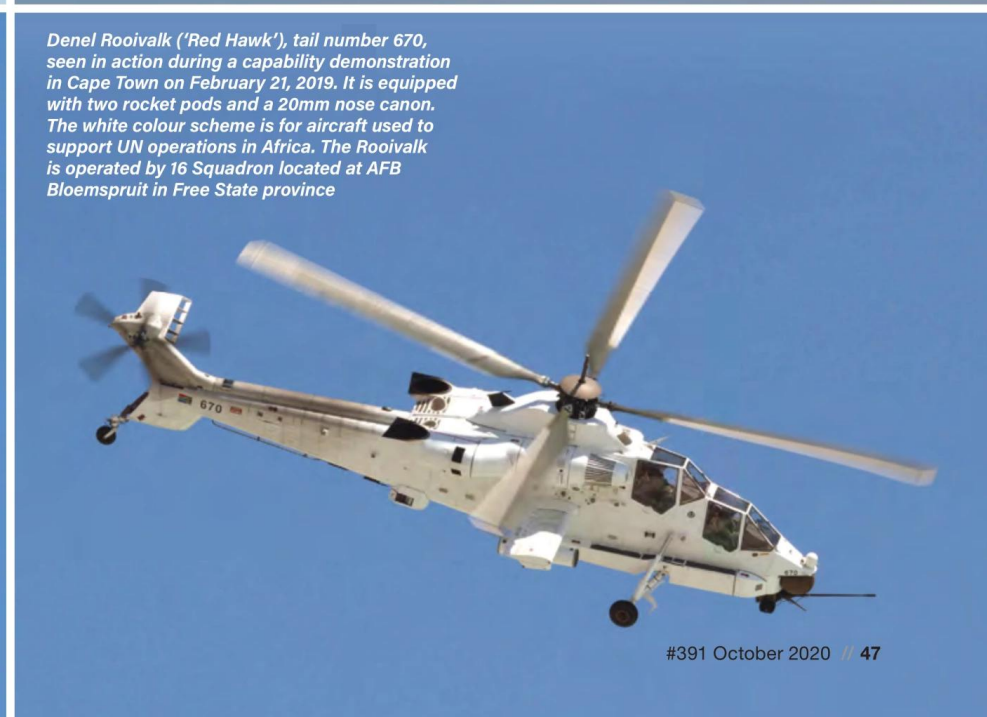 Denel Rooivalk (‘Red Hawk’), tail number 670,
seen in action during a capability demonstration
in Cape Town on February 21, 2019. It is equipped
with two rocket pods and a 20mm nose canon.
The white colour scheme is for aircraft used to
support UN operations in Africa. The Rooivalk
is operated by 16 Squadron located at AFB
Bloemspruit in Free State province
670
670
#391 October 2020 // 47